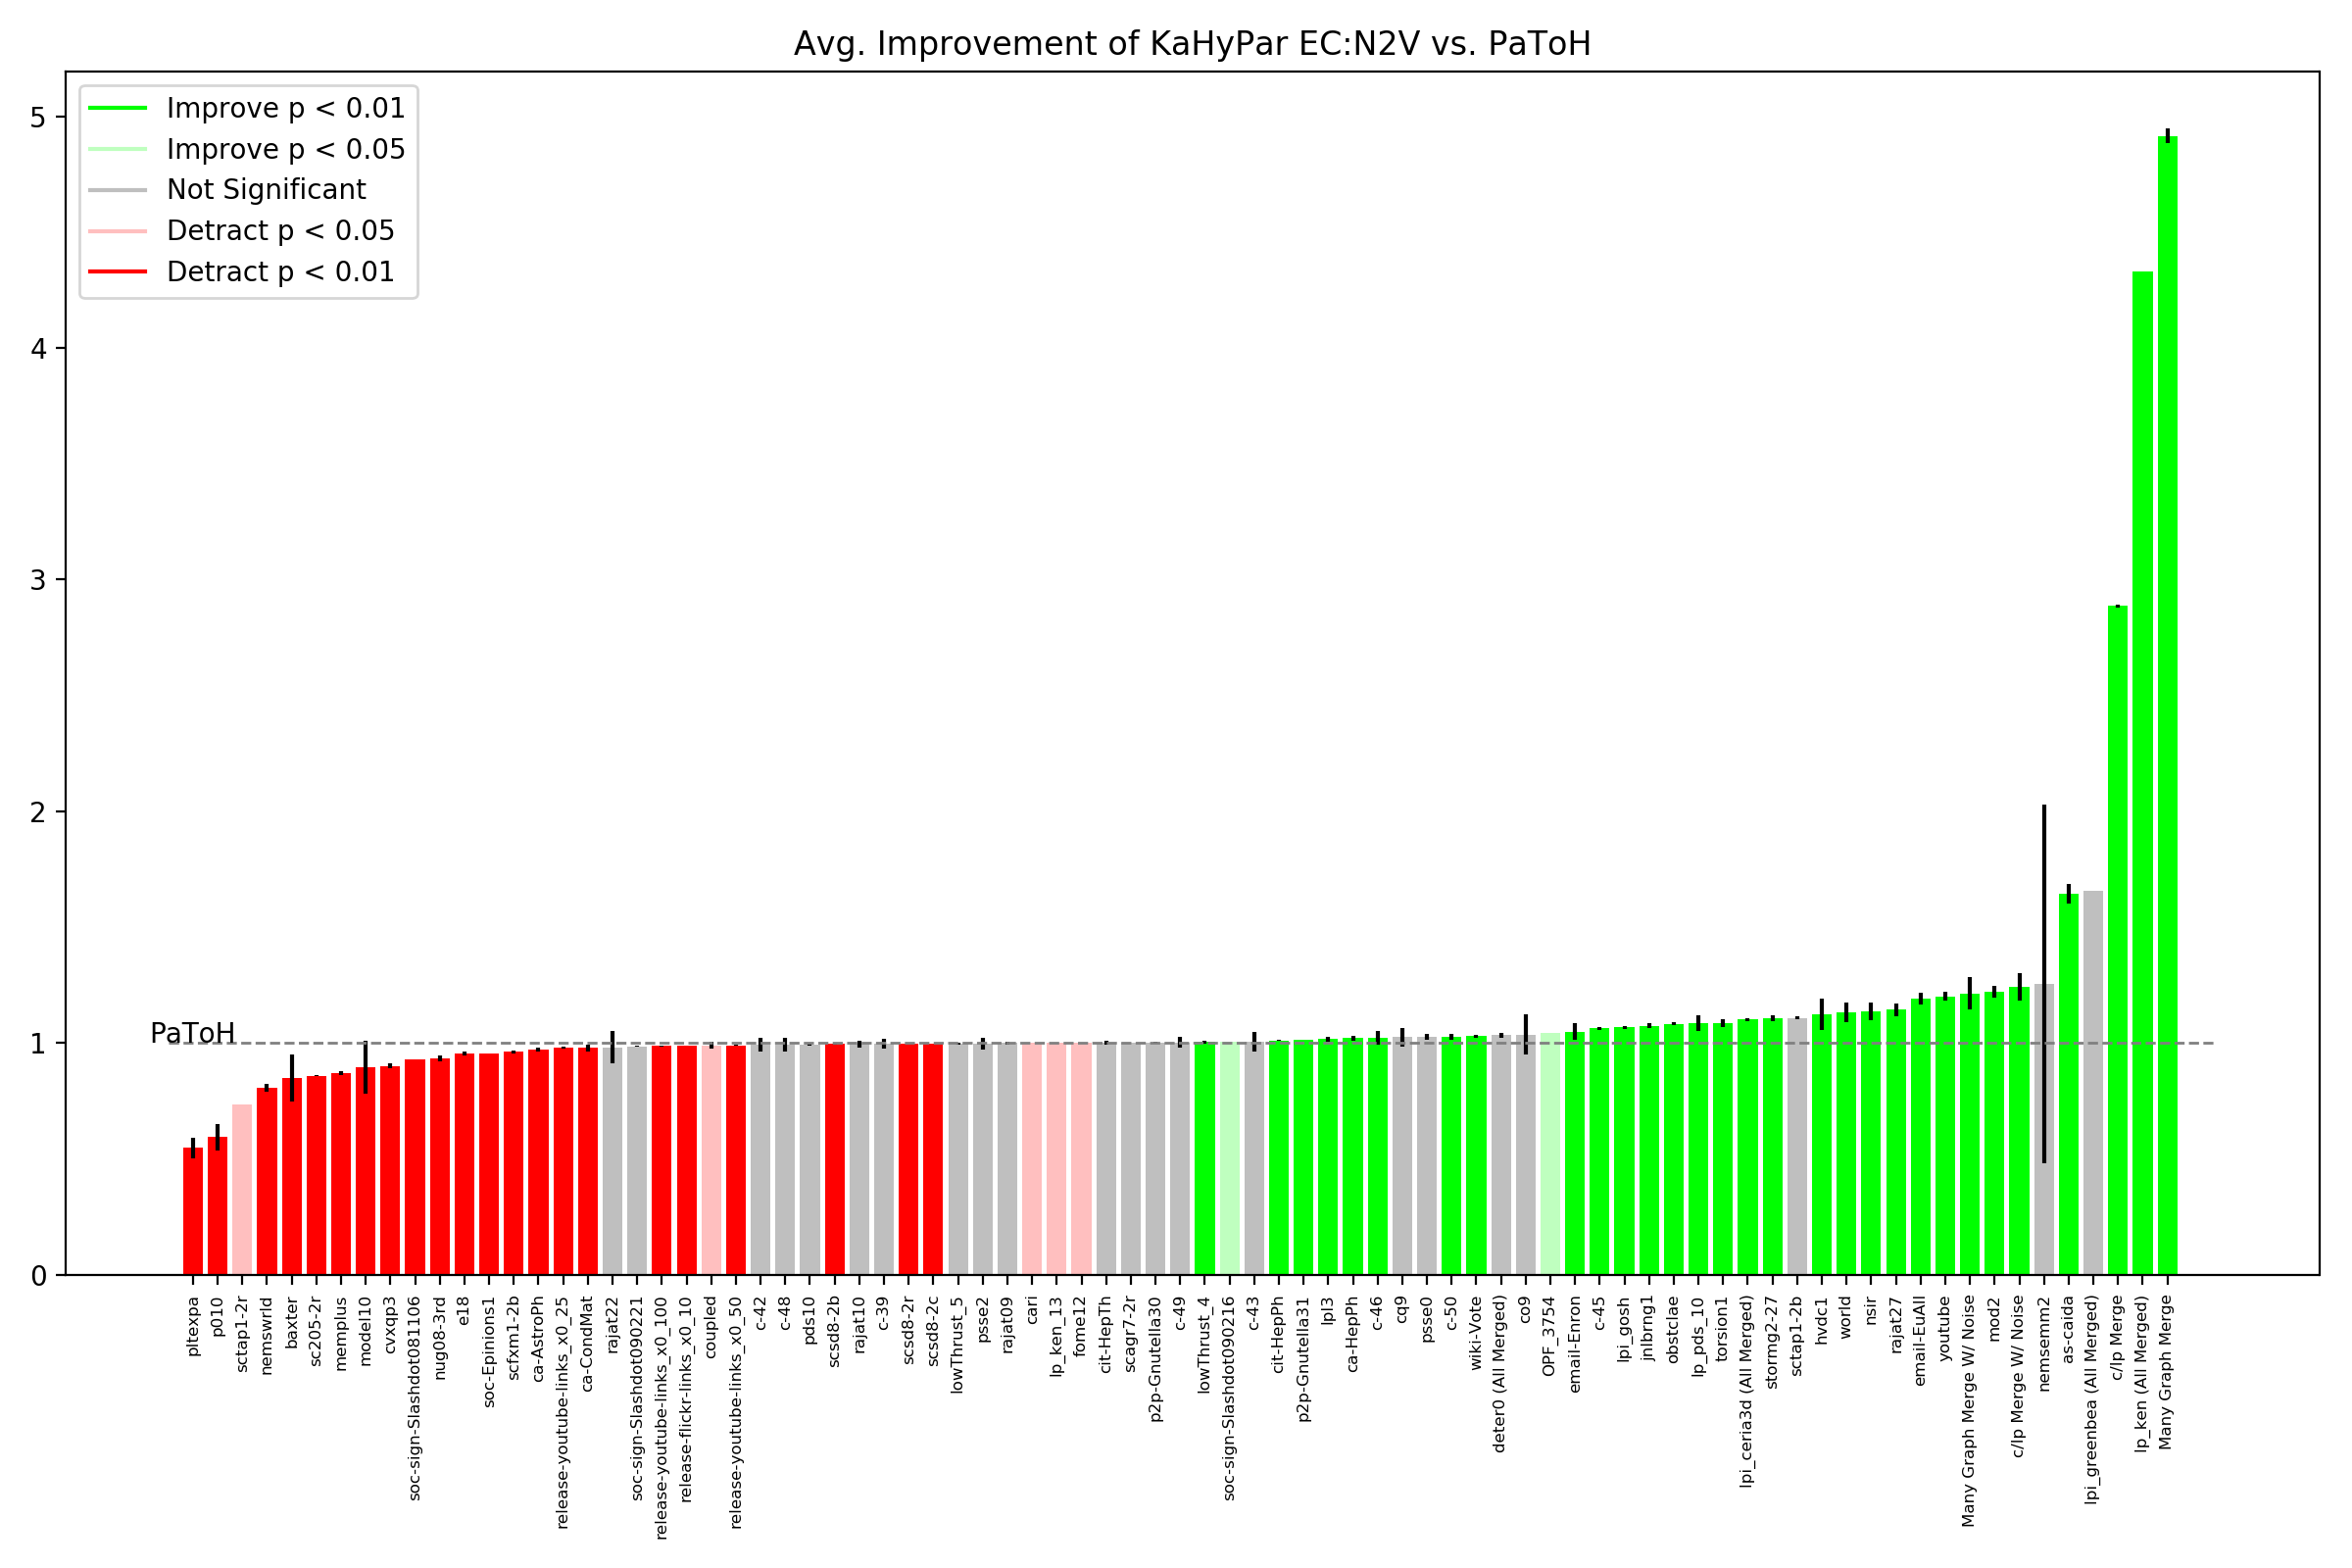 Avg. Improvement of KaHyPar EC:N2V vs. PaToH
Improve p < 0.01
Improve p < 0.05
Not Significant
Detract p < 0.05
Detract p < 0.01
5
4
3
2
1
0
PaToH
pltexpa
p010
sctap1-2r
nemswrld
baxter
sc205-2r
memplus
model10
cvxqp3
soc-sign-Slashdot081106
nug08-3rd
e18
soc-Epinions1
scfxm1-2b
ca-AstroPh
release-youtube-links_x0_25
ca-CondMat
rajat22
soc-sign-Slashdot090221
release-youtube-links_x0_100
release-flickr-links_x0_10
coupled
release-youtube-links_x0_50
c-42
c-48
pds10
scsd8-2b
rajat10
c-39
scsd8-2r
scsd8-2c
lowThrust_5
psse2
rajat09
cari
lp_ken_13
fome12
cit-HepTh
scagr7-2r
p2p-Gnutella30
c-49
lowThrust_4
soc-sign-Slashdot090216
c-43
cit-HepPh
p2p-Gnutella31
lpl3
ca-HepPh
c-46
cq9
psse0
c-50
wiki-Vote
deter0 (All Merged)
co9
OPF_3754
email-Enron
c-45
lpi_gosh
jnlbrng1
obstclae
lp_pds_10
torsion1
lpi_ceria3d (All Merged)
stormg2-27
sctap1-2b
hvdc1
world
nsir
rajat27
email-EuAll
youtube
Many Graph Merge W/ Noise
mod2
c/lp Merge W/ Noise
nemsemm2
as-caida
lpi_greenbea (All Merged)
c/lp Merge
lp_ken (All Merged)
Many Graph Merge